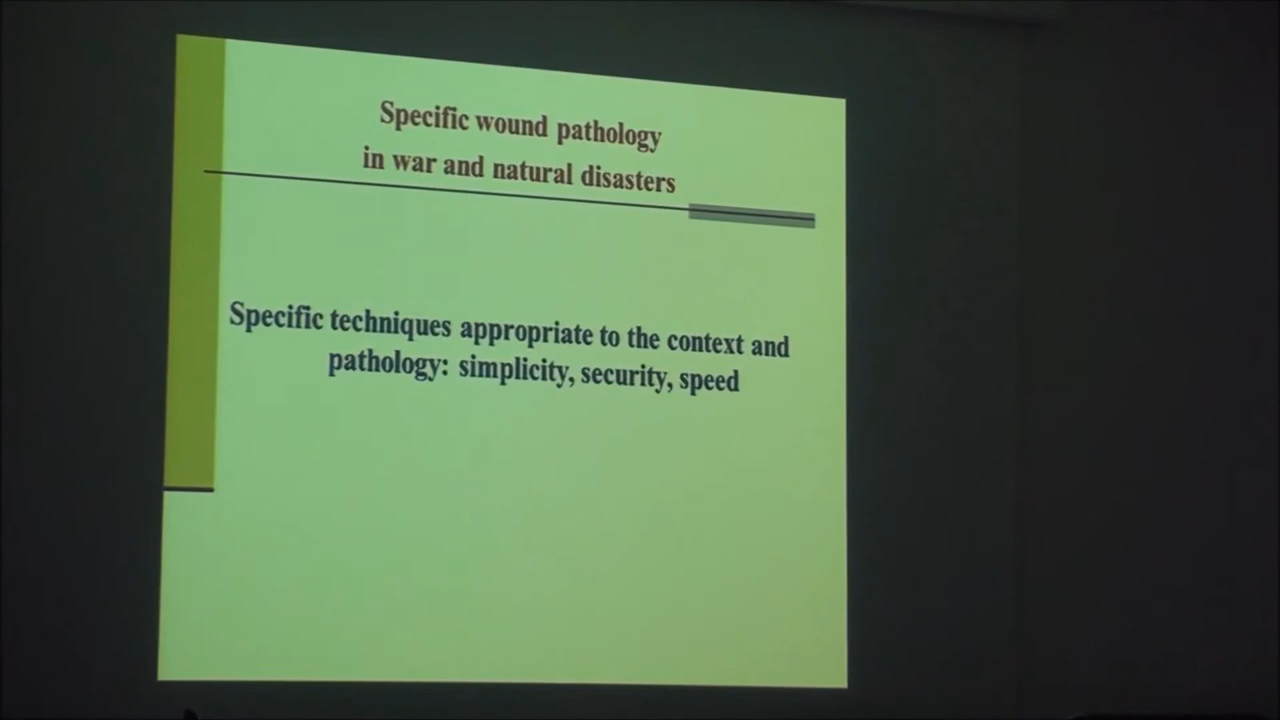 Specific wound pathology
in war and natural disasters
Specific techniques appropriate to the context and
pathology: simplicity, security, speed